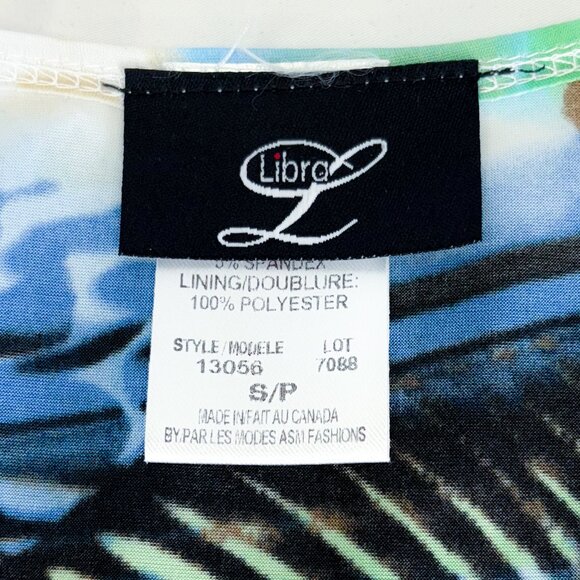 Libra
L
5% SPANDEX
LINING/DOUBLURE:
100% POLYESTER
STYLE/MODELE LOT
13056 7088
S/P
MADE IN/FAIT AU CANADA
BY/PAR LES MODES ASM FASHIONS